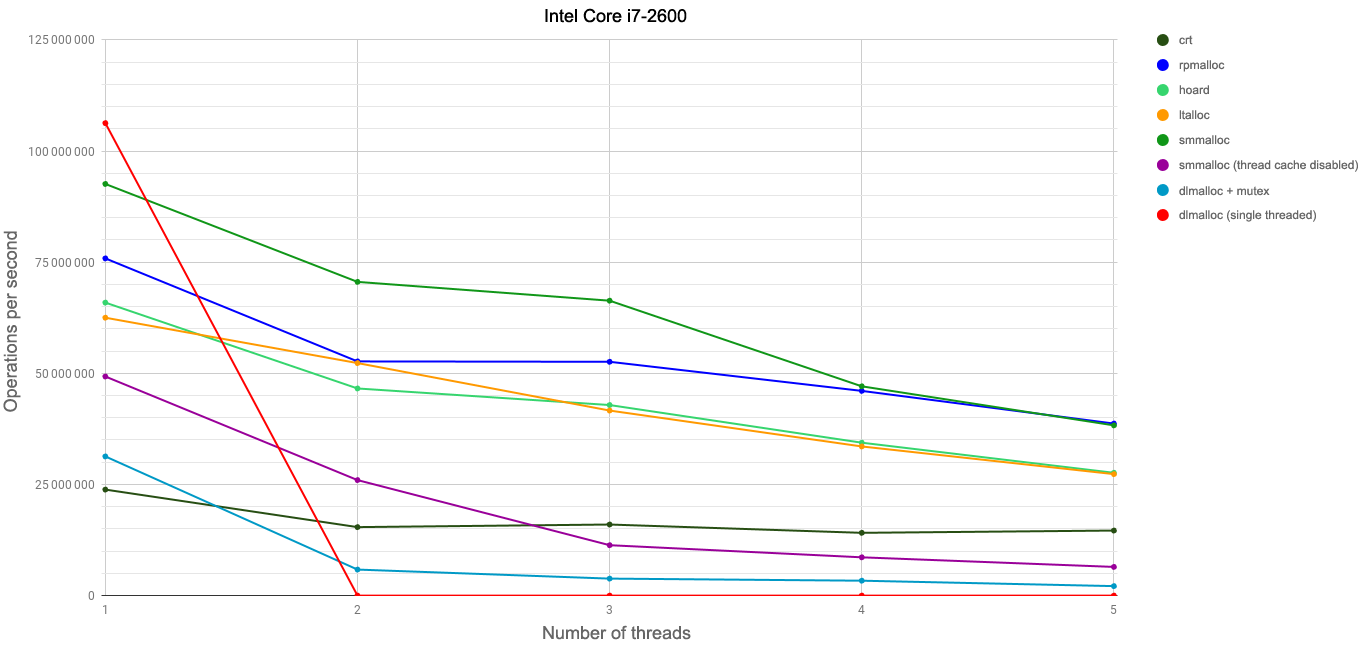 Intel Core i7-2600
125 000 000
100 000 000
75 000 000
50 000 000
25 000 000
0
1
2
3
4
5
Number of threads
Operations per second
crt
rpmalloc
hoard
ltalloc
smmalloc
smmalloc (thread cache disabled)
dlmalloc + mutex
dlmalloc (single threaded)